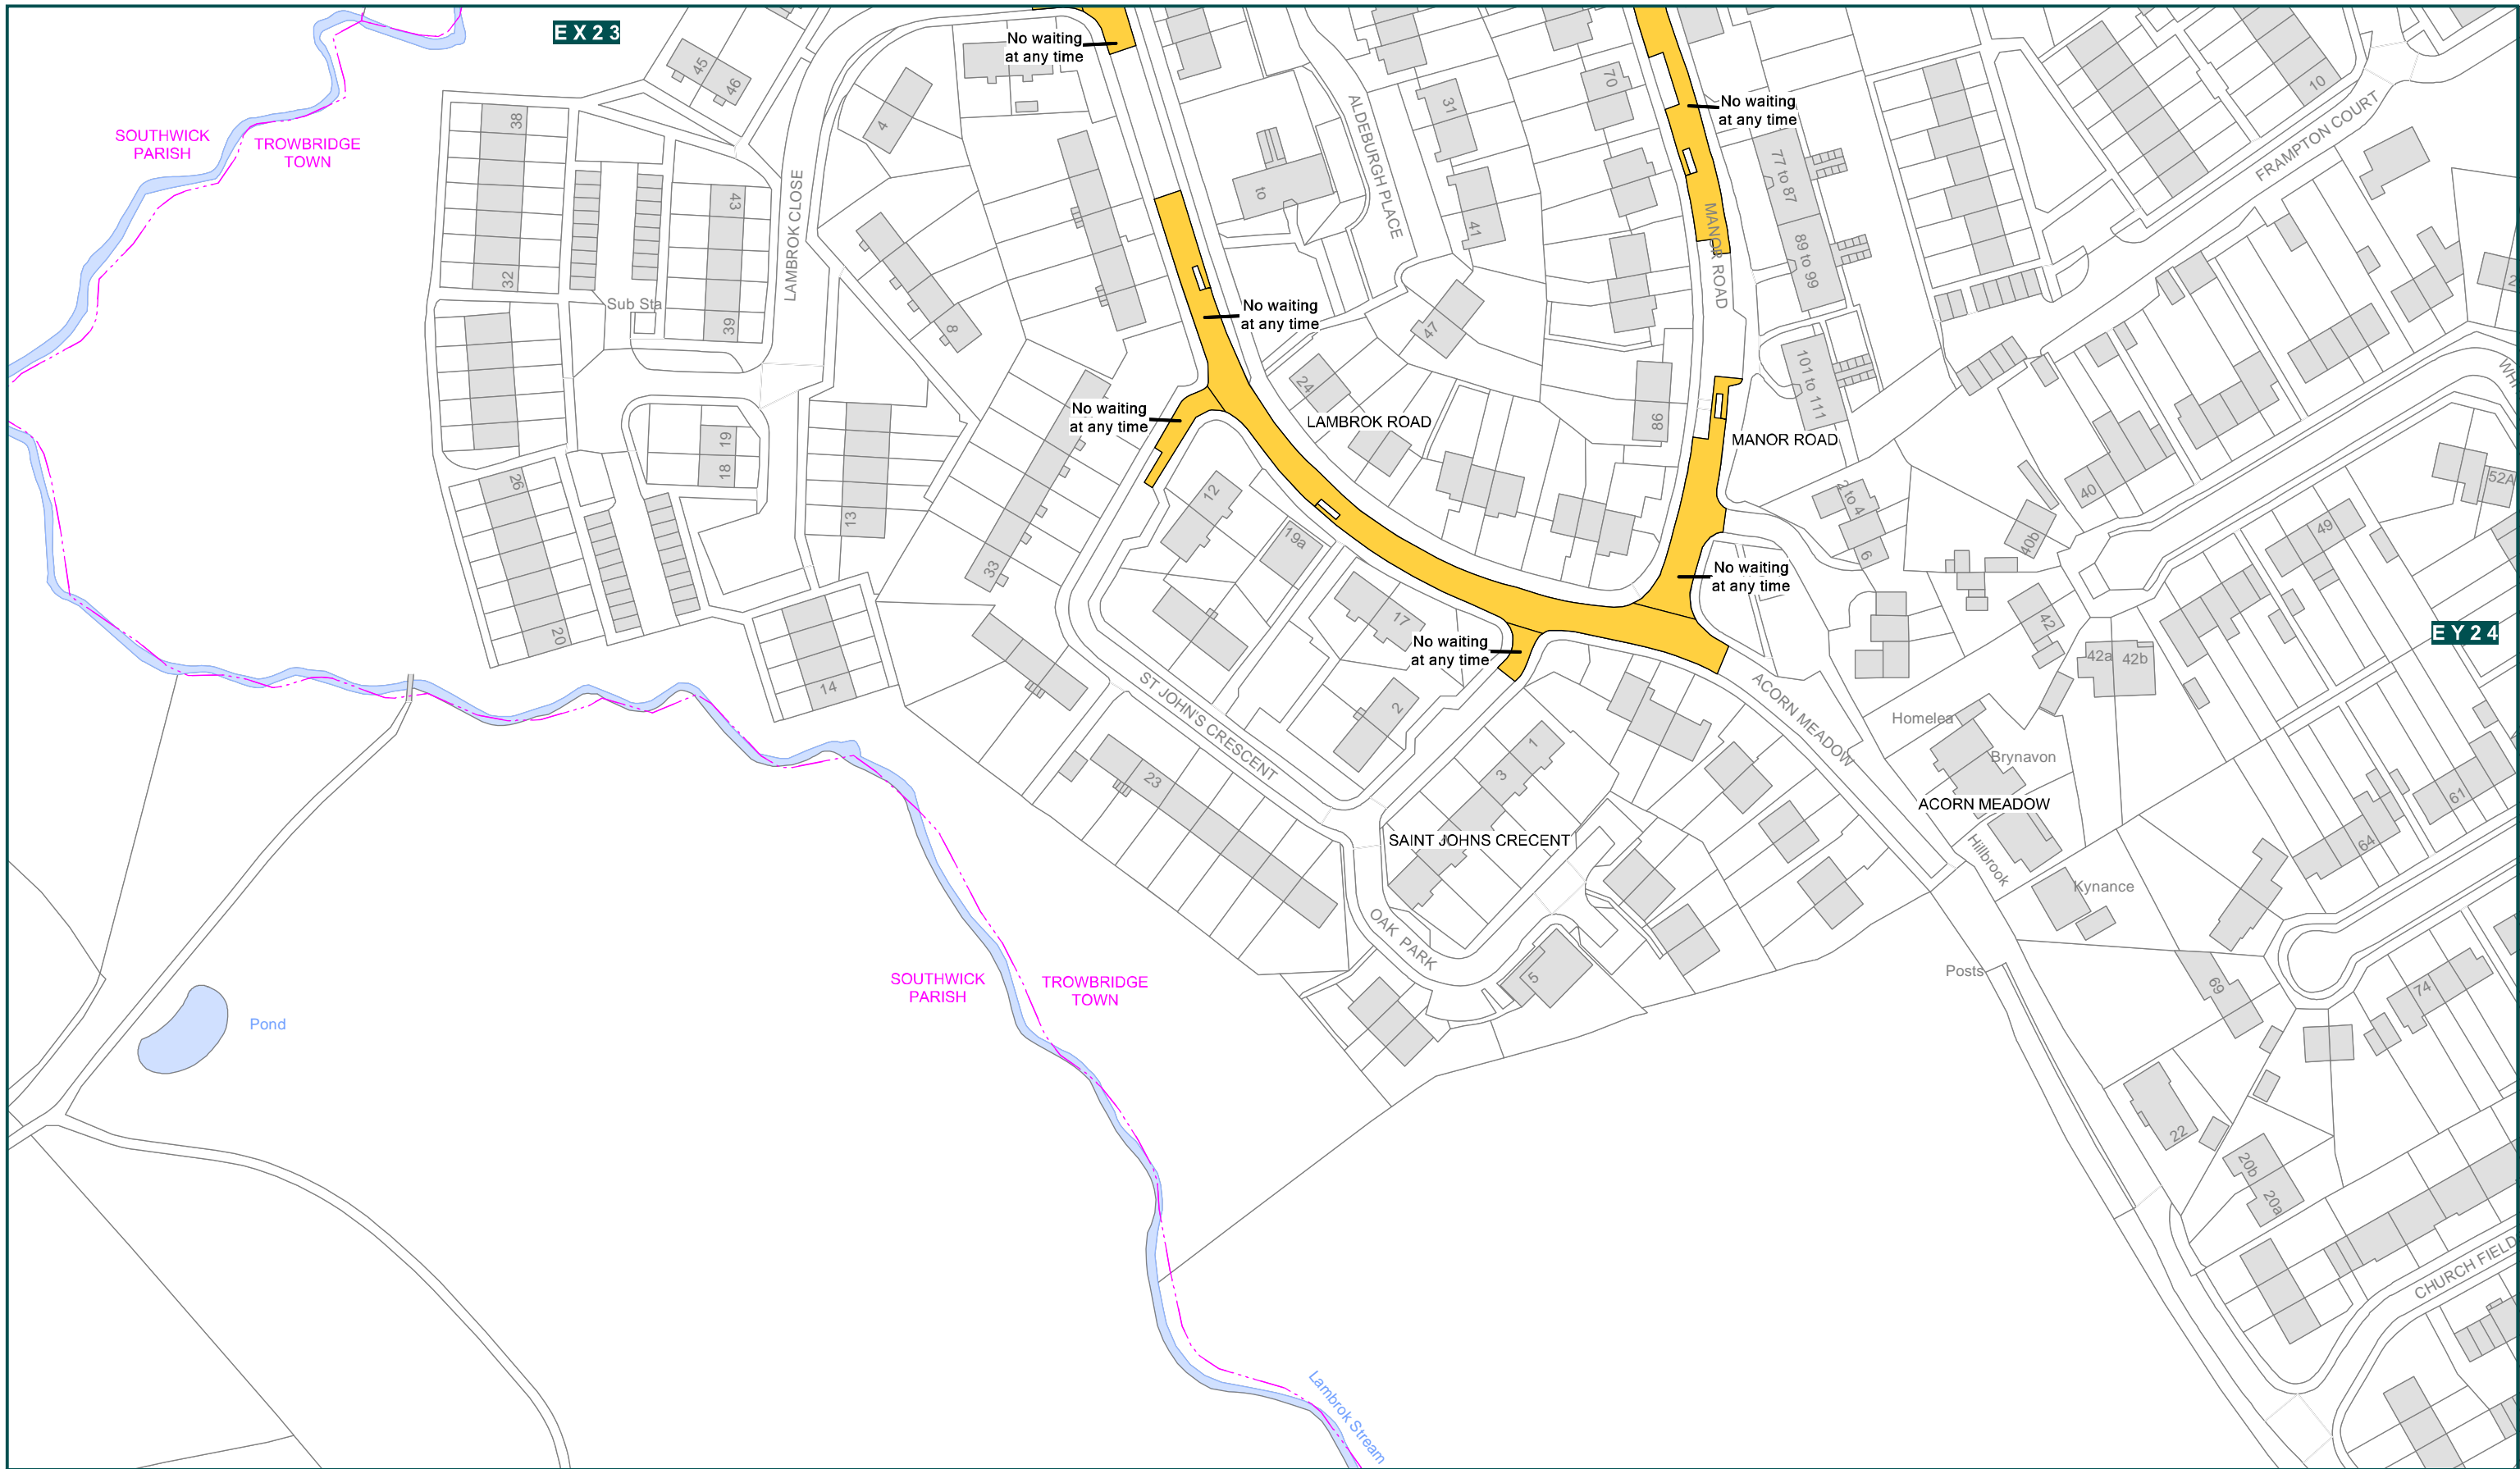 EX23
No waiting
at any time
45
46
10
FRAMPTON COURT
SOUTHWICK
PARISH
TROWBRIDGE
TOWN
38
4
ALDEBURGH PLACE
31
70
No waiting
at any time
77 to 87
LAMBROK CLOSE
43
to
41
MANOR ROAD
89 to 99
32
Sub Sta
39
8
No waiting
at any time
47
24
101 to 111
86
No waiting
at any time
LAMBROK ROAD
MANOR ROAD
19
18
26
13
12
19a
33
20
2 to 4
6
40
40b
49
52A
No waiting
at any time
17
42
42a
42b
EY24
No waiting
at any time
14
ST JOHN'S CRESCENT
2
ACORN MEADOW
Homelea
Brynavon
23
1
3
ACORN MEADOW
61
64
SAINT JOHNS CRECENT
Hillbrook
Kynance
OAK PARK
5
Posts
69
74
SOUTHWICK
PARISH
TROWBRIDGE
TOWN
Pond
22
20b
20a
CHURCH FIELD
Lambrok Stream